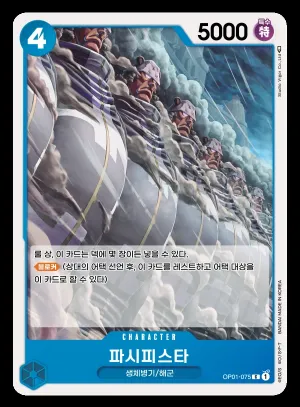 4
5000
특수
特
룰 상, 이 카드는 덱에 몇 장이든 넣을 수 있다.
블로커 (상대의 어택 선언 후, 이 카드를 레스트하고 어택 대상을
이 카드로 할 수 있다)
CHARACTER
파시피스타
생체병기/해군
OP01-075
1